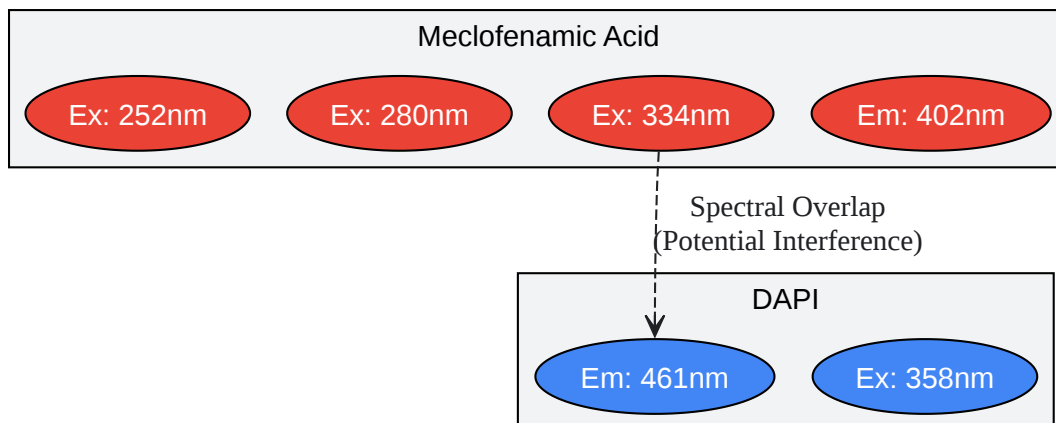 Meclofenamic Acid
Ex: 252nm
Ex: 280nm
Ex: 334nm
Em: 402nm
Spectral Overlap
(Potential Interference)
DAPI
Em: 461nm
Ex: 358nm